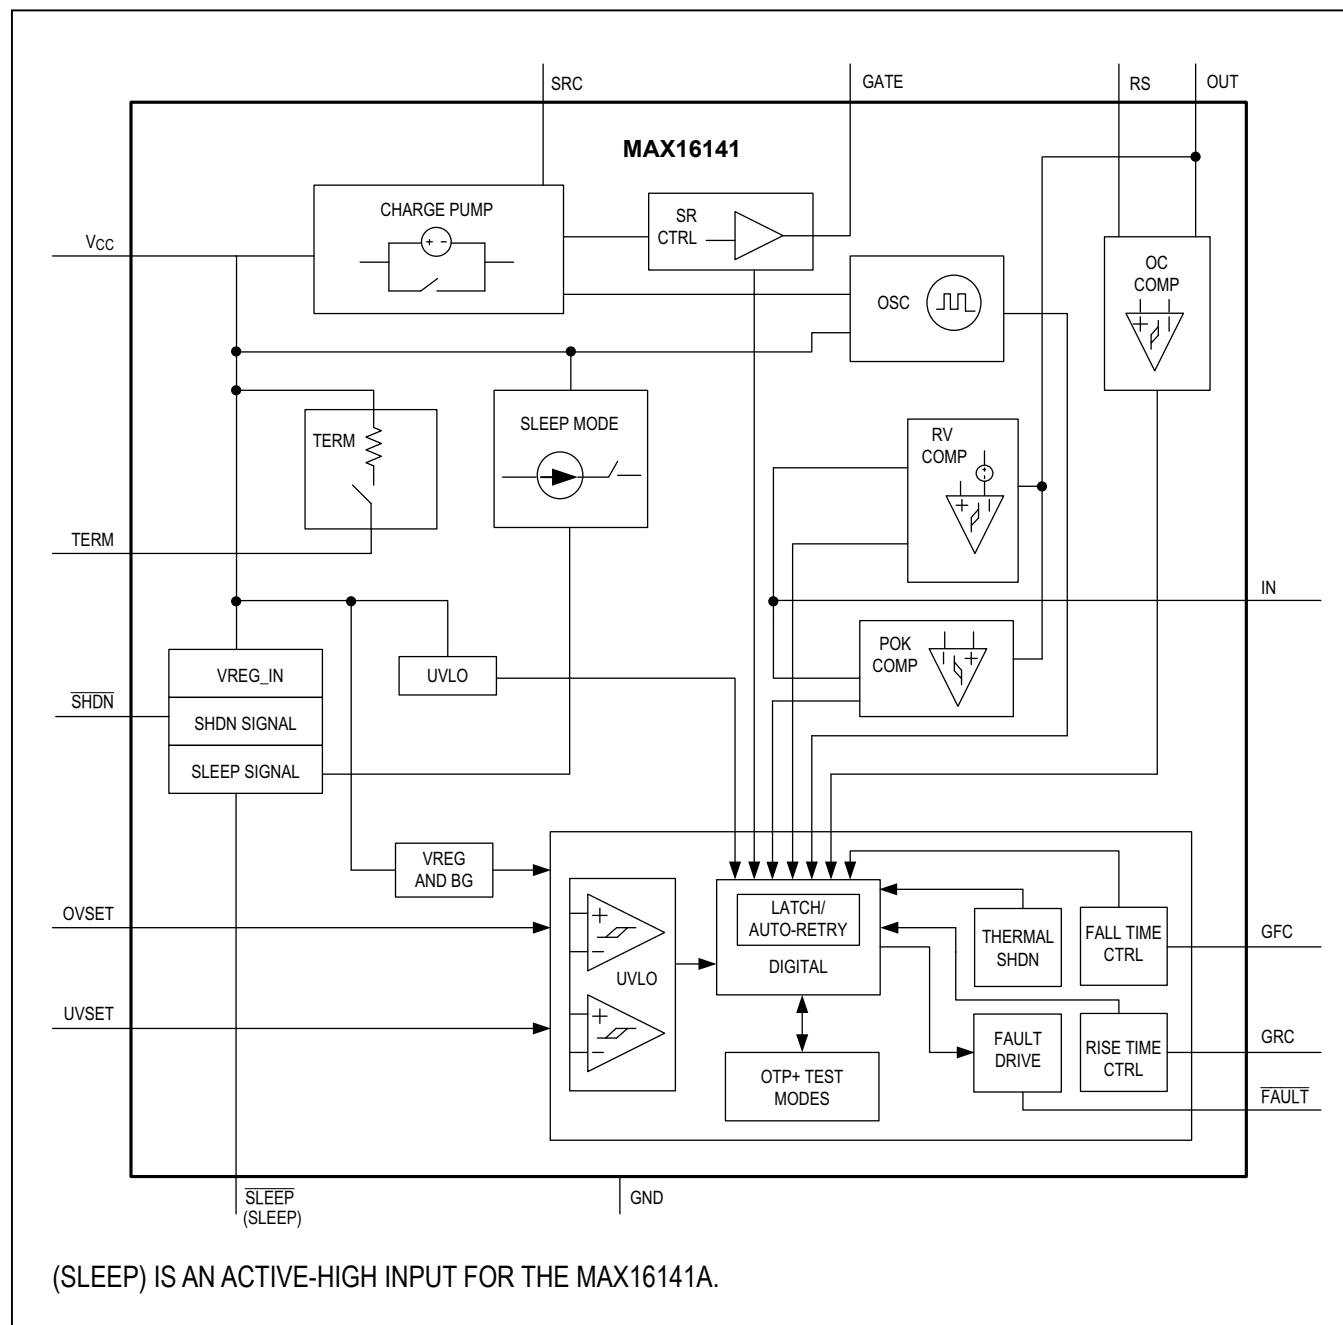 SRC
GATE
RS
OUT
MAX16141
CHARGE PUMP
SR
CTRL
VCC
OSC
OC
COMP
TERM
SLEEP MODE
RV
COMP
TERM
IN
VREG_IN
UVLO
POK
COMP
SHDN
SHDN SIGNAL
SLEEP SIGNAL
VREG
AND BG
OVSET
LATCH/
AUTO-RETRY
DIGITAL
THERMAL
SHDN
FALL TIME
CTRL
GFC
UVLO
UVSET
FAULT
DRIVE
RISE TIME
CTRL
GRC
OTP+ TEST
MODES
FAULT
SLEEP
(SLEEP)
GND
(SLEEP) IS AN ACTIVE-HIGH INPUT FOR THE MAX16141A.